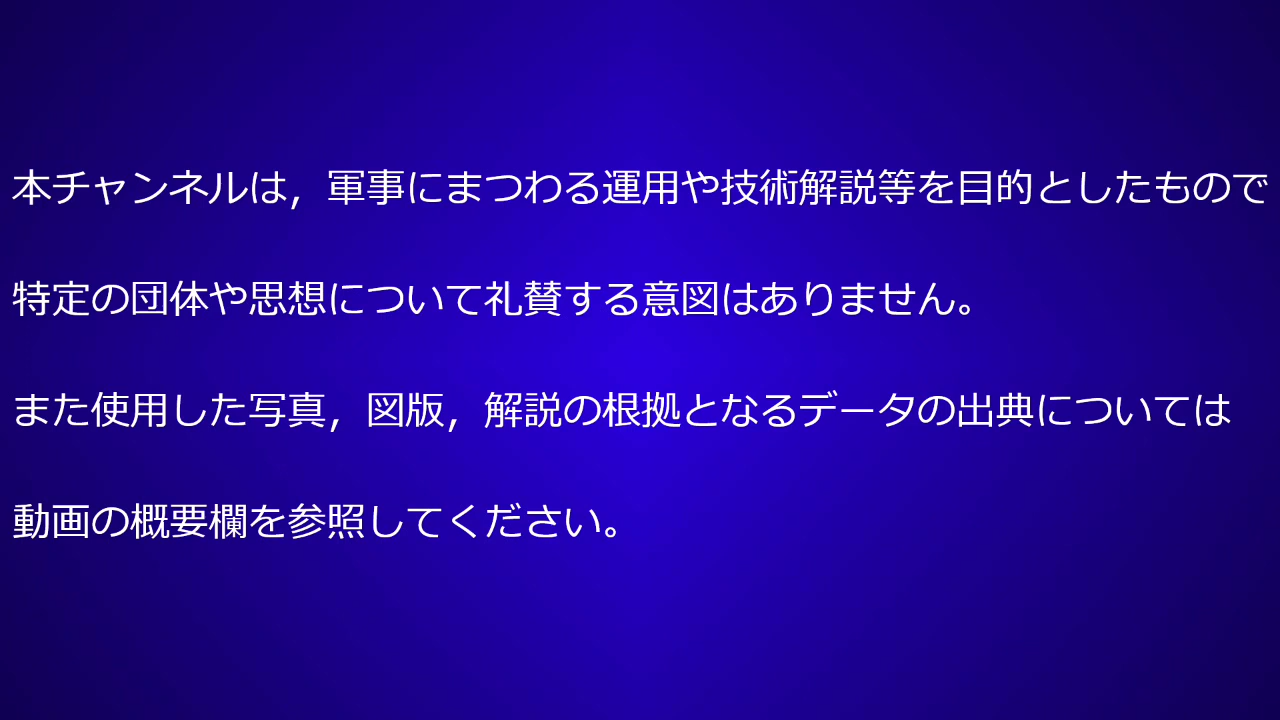 本チャンネルは，軍事にまつわる運用や技術解説等を目的としたもので
特定の団体や思想について礼賛する意図はありません。
また使用した写真，図版，解説の根拠となるデータの出典については
動画の概要欄を参照してください。